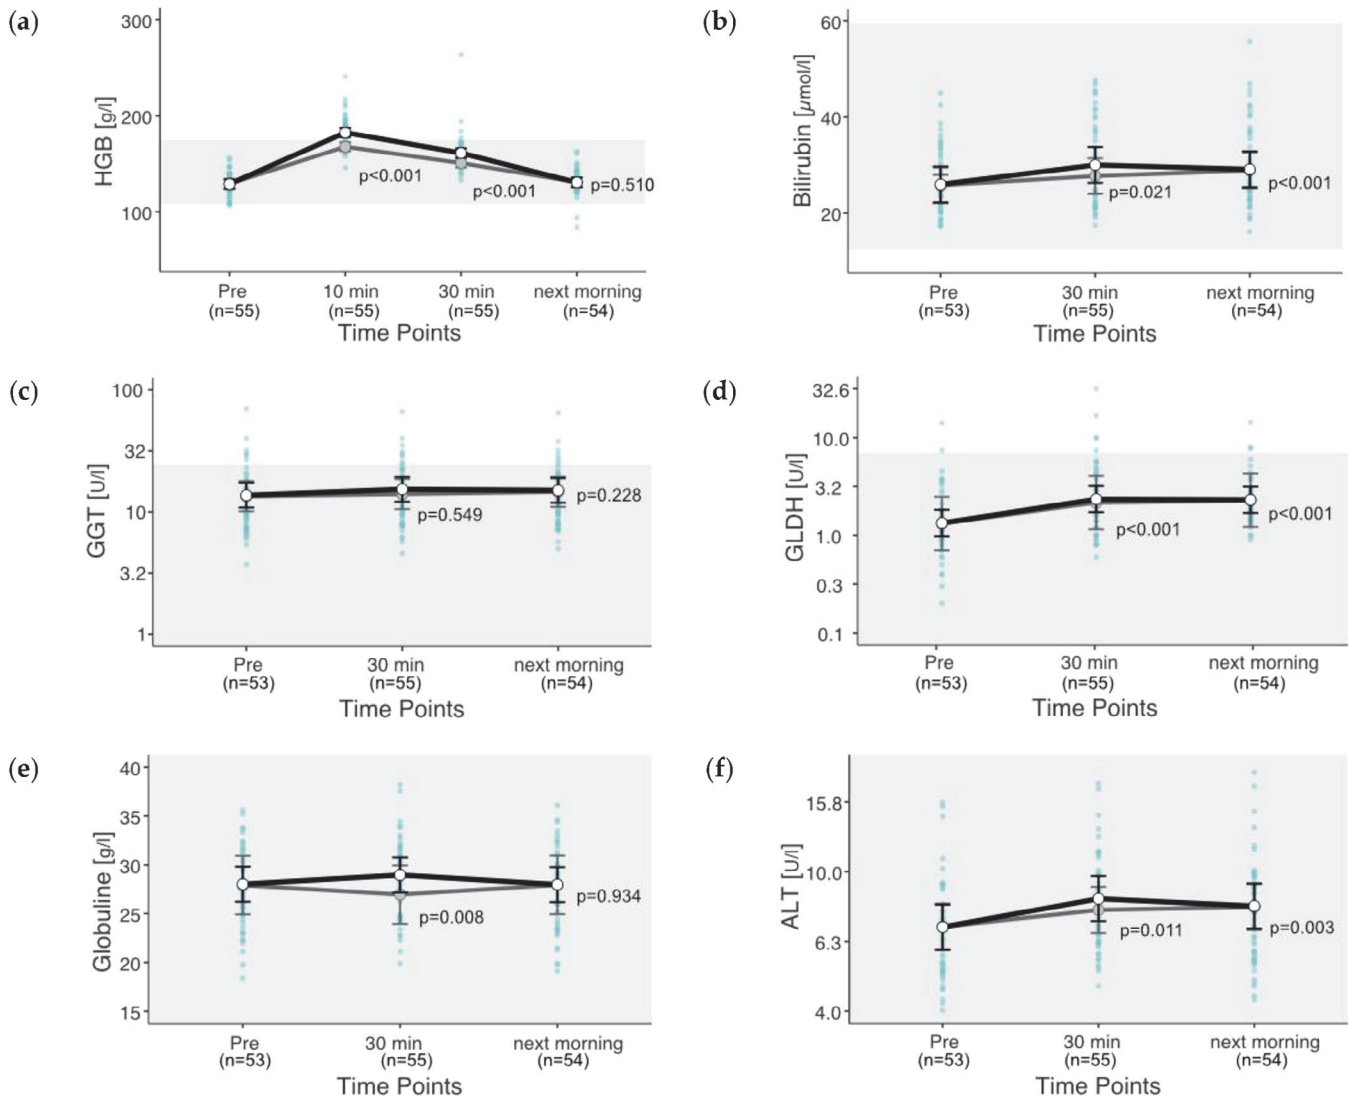 (a)
HGB [g/l]
300
200
100
p<0.001
p<0.001
p=0.510
Pre
(n=55)
10 min
(n=55)
30 min
(n=55)
next morning
(n=54)
Time Points
(b)
Bilirubin [µmol/l]
60
40
20
p=0.021
p<0.001
Pre
(n=53)
30 min
(n=55)
next morning
(n=54)
Time Points
(c)
GGT [U/l]
100
32
10
3.2
1
p=0.549
p=0.228
Pre
(n=53)
30 min
(n=55)
next morning
(n=54)
Time Points
(d)
GLDH [U/l]
32.6
10.0
3.2
1.0
0.3
0.1
p<0.001
p<0.001
Pre
(n=53)
30 min
(n=55)
next morning
(n=54)
Time Points
(e)
Globuline [g/l]
40
35
30
25
20
15
p=0.008
p=0.934
Pre
(n=53)
30 min
(n=55)
next morning
(n=54)
Time Points
(f)
ALT [U/l]
15.8
10.0
6.3
4.0
p=0.011
p=0.003
Pre
(n=53)
30 min
(n=55)
next morning
(n=54)
Time Points